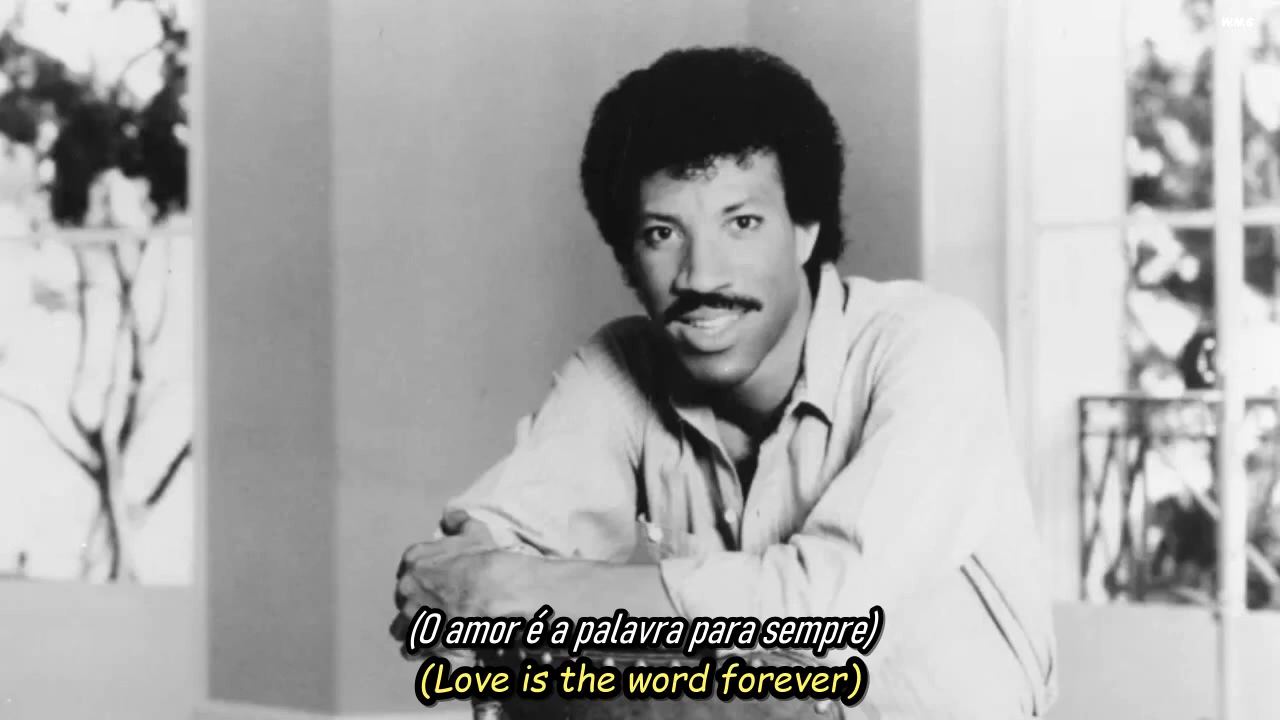 W.N.S
(O amor é a palavra para sempre)
(Love is the word forever)